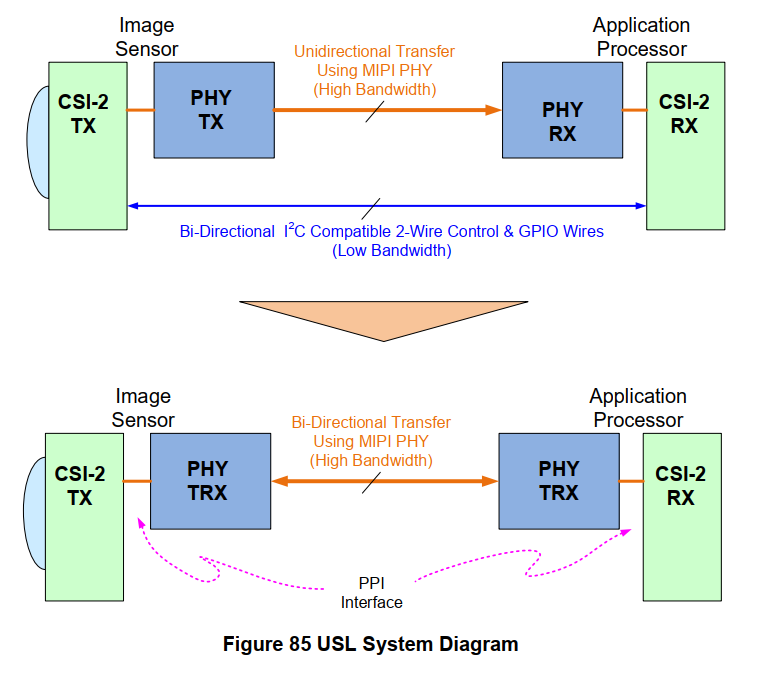 Image
Sensor
Application
Processor
CSI-2
TX
PHY
TX
Unidirectional Transfer
Using MIPI PHY
(High Bandwidth)
PHY
RX
CSI-2
RX
Bi-Directional I²C Compatible 2-Wire Control & GPIO Wires
(Low Bandwidth)
Image
Sensor
Application
Processor
CSI-2
TX
PHY
TRX
Bi-Directional Transfer
Using MIPI PHY
(High Bandwidth)
PHY
TRX
CSI-2
RX
PPI
Interface
Figure 85 USL System Diagram